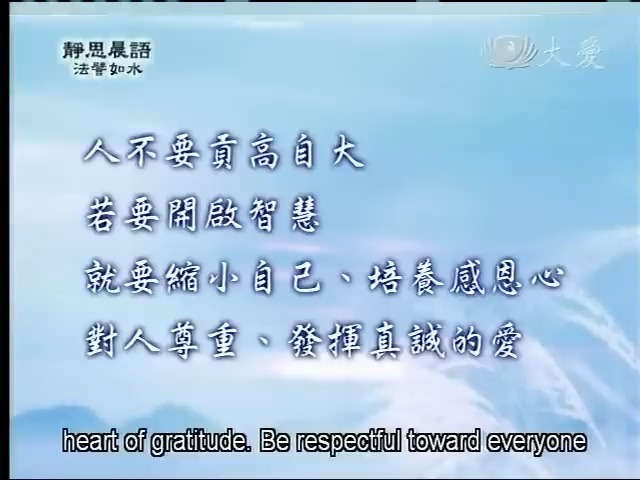 靜思晨語
法譬如水
大愛
人不要貢高自大
若要開啟智慧
就要縮小自己、培養感恩心
對人尊重、發揮真誠的愛
heart of gratitude. Be respectful toward everyone